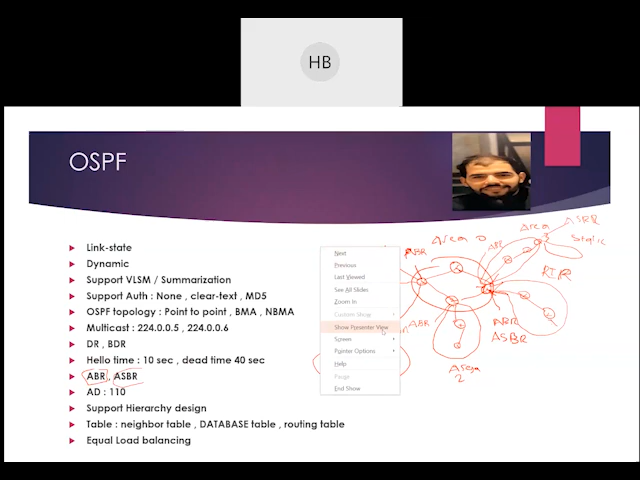 HB
OSPF
Link-state
Dynamic
Support VLSM / Summarization
Support Auth : None , clear-text , MD5
OSPF topology : Point to point , BMA , NBMA
Multicast : 224.0.0.5 , 224.0.0.6
DR , BDR
Hello time : 10 sec , dead time 40 sec
ABR , ASBR
AD : 110
Support Hierarchy design
Table : neighbor table , DATABASE table , routing table
Equal Load balancing
Next
Previous
Last Viewed
See All Slides
Zoom In
Custom Show
Show Presenter View
Screen
Pointer Options
Help
Pause
End Show
ABR
Area 0
ABR
Area
3
ASBR
Static
RIP
ABR
ABR
ASBR
Area
2